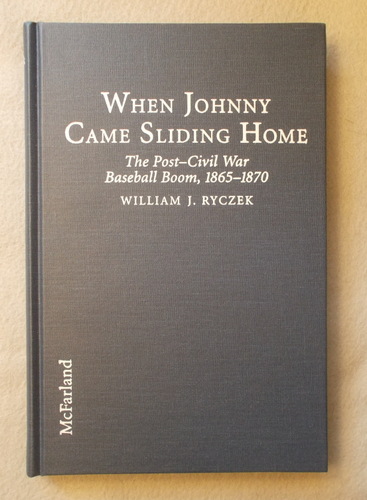 When Johnny
Came Sliding Home
The Post–Civil War
Baseball Boom, 1865–1870
William J. Ryczek
McFarland